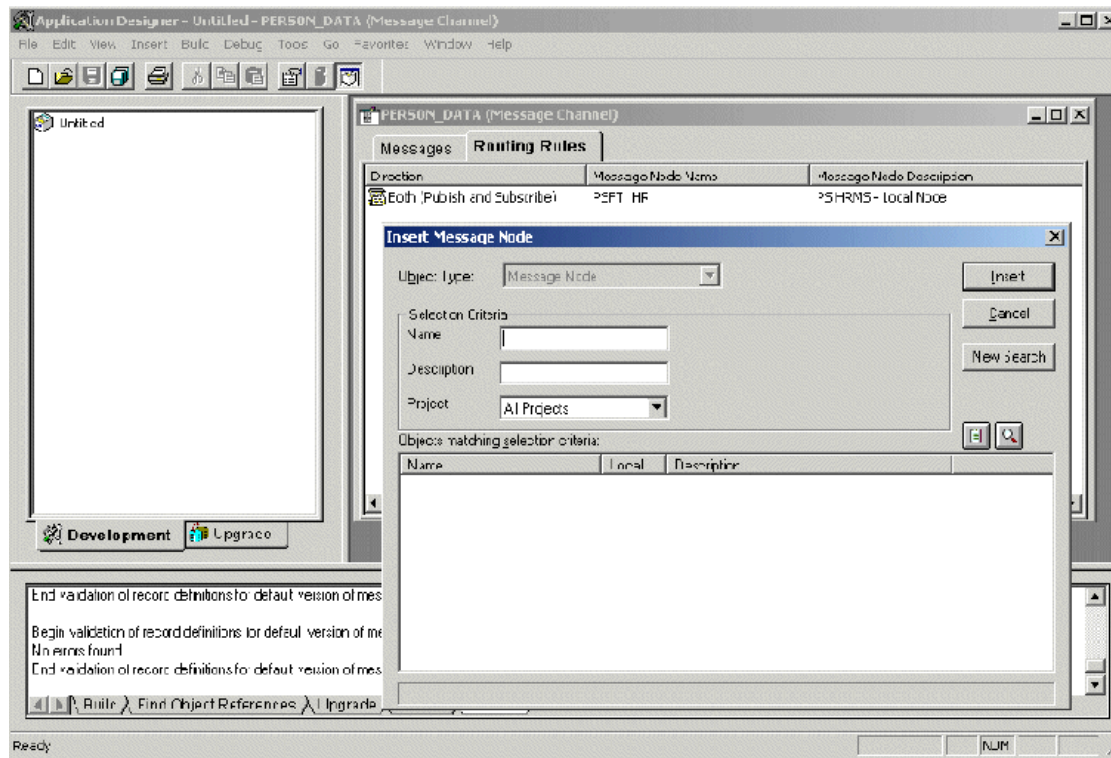 Application Designer - Untitled - PERSON_DATA (Message Channel)
File Edit View Insert Build Debug Tools Go Favorites Window Help
Untitled
PERSON_DATA (Message Channel)
Messages Routing Rules
Direction Message Node Name Message Node Description
Both (Publish and Subscribe) PSFT_HR PSHRMS - Local Node
Insert Message Node
Object Type: Message Node Insert
Selection Criteria Cancel
Name
New Search
Description
Project All Projects
Objects matching selection criteria:
Name Local Description
Development Upgrade
End validation of record definitions for default version of mes
Begin validation of record definitions for default version of me
No errors found
End validation of record definitions for default version of mes
Build Find Object References Upgrade
Ready NUM